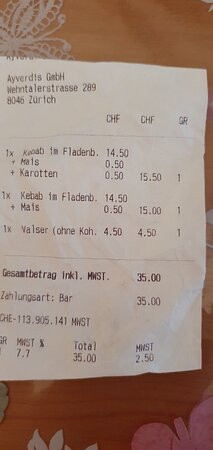 Ayverdis GmbH
Wehntalerstrasse 289
8046 Zürich
CHF CHF GR
1x Kebab im Fladenb. 14.50
+ Mais 0.50
+ Karotten 0.50 15.50 1
1x Kebab im Fladenb. 14.50
+ Mais 0.50 15.00 1
1x Valser (ohne Koh. 4.50 4.50 1
Gesamtbetrag inkl. MWST. 35.00
Zahlungsart: Bar 35.00
CHE-113.905.141 MWST
GR MWST % Total MWST
1 7.7 35.00 2.50